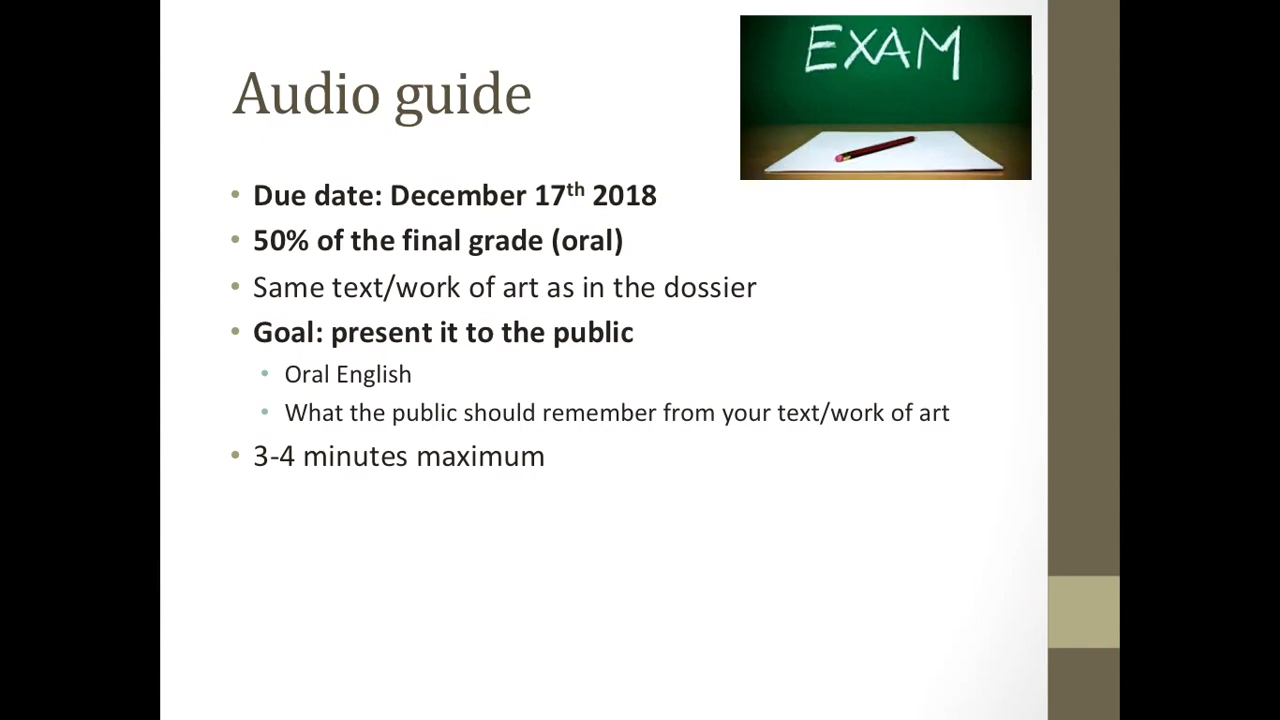 EXAM
Audio guide
• Due date: December 17th 2018
• 50% of the final grade (oral)
• Same text/work of art as in the dossier
• Goal: present it to the public
• Oral English
• What the public should remember from your text/work of art
• 3-4 minutes maximum